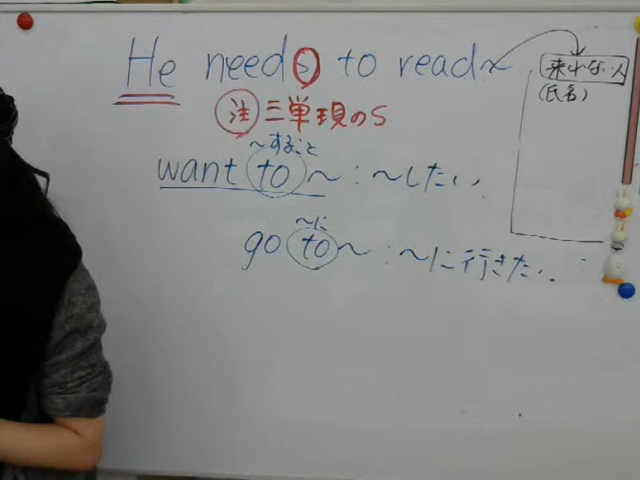 He needs to read
来れない人
(氏名)
注 三単現のS
〜すること
want to 〜 : 〜したい
〜に
go to 〜 : 〜に行きたい